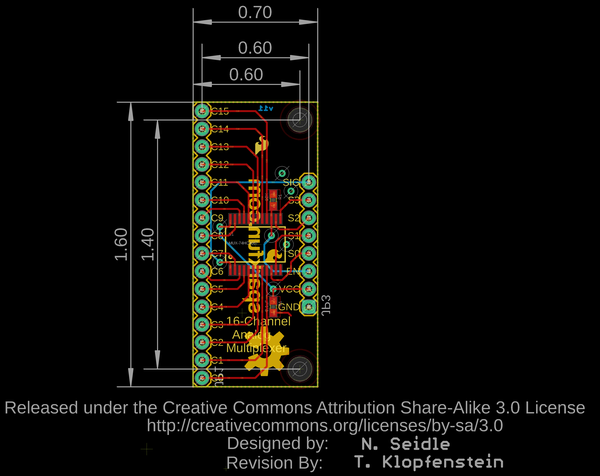 0.70
0.60
0.60
1.60
1.40
C15
C14
C13
C12
C11
C10
C9
C8
C7
C6
C5
C4
C3
C2
C1
SIG
S3
S2
S1
S0
EN
VCC
GND
JP3
16-Channel
Analog
Multiplexer
Released under the Creative Commons Attribution Share-Alike 3.0 License
http://creativecommons.org/licenses/by-sa/3.0
Designed by: N. Seidle
Revision By: T. Klopfenstein